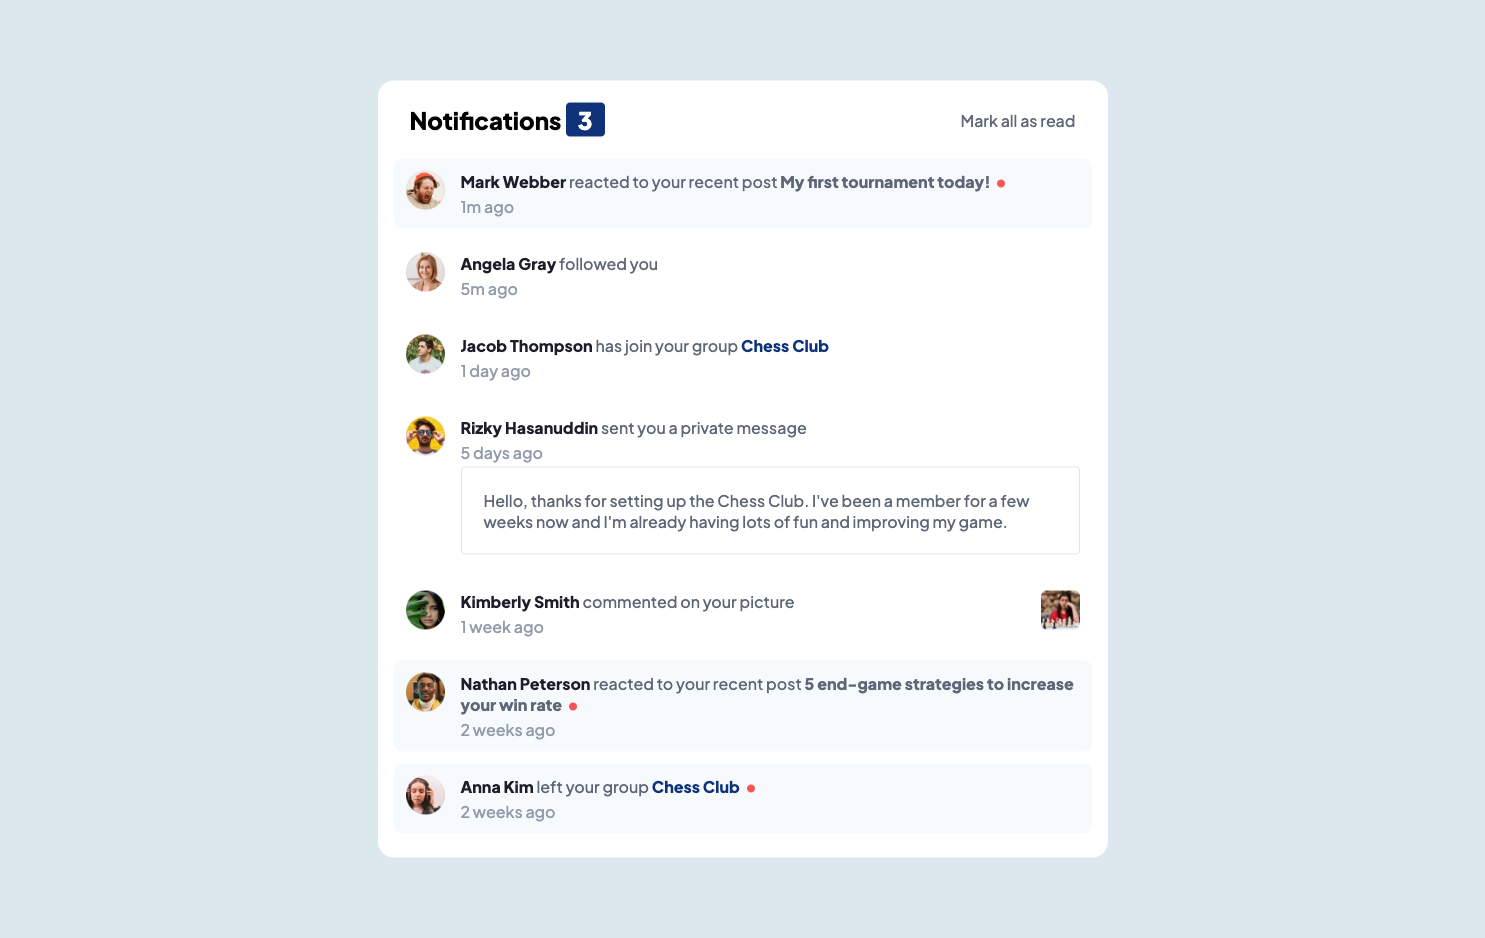 Notifications 3
Mark all as read
Mark Webber reacted to your recent post My first tournament today!
1m ago
Angela Gray followed you
5m ago
Jacob Thompson has join your group Chess Club
1 day ago
Rizky Hasanuddin sent you a private message
5 days ago
Hello, thanks for setting up the Chess Club. I've been a member for a few
weeks now and I'm already having lots of fun and improving my game.
Kimberly Smith commented on your picture
1 week ago
Nathan Peterson reacted to your recent post 5 end-game strategies to increase
your win rate
2 weeks ago
Anna Kim left your group Chess Club
2 weeks ago